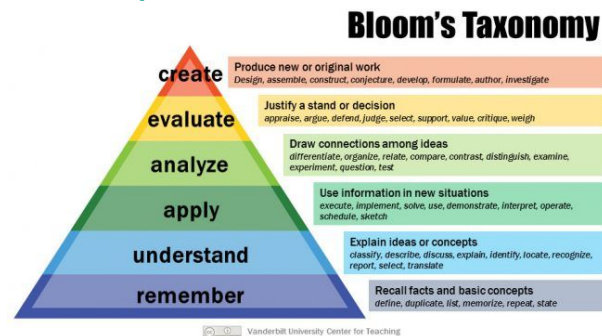 Bloom's Taxonomy
create
Produce new or original work
Design, assemble, construct, conjecture, develop, formulate, author, investigate
evaluate
Justify a stand or decision
appraise, argue, defend, judge, select, support, value, critique, weigh
analyze
Draw connections among ideas
differentiate, organize, relate, compare, contrast, distinguish, examine,
experiment, question, test
apply
Use information in new situations
execute, implement, solve, use, demonstrate, interpret, operate,
schedule, sketch
understand
Explain ideas or concepts
classify, describe, discuss, explain, identify, locate, recognize,
report, select, translate
remember
Recall facts and basic concepts
define, duplicate, list, memorize, repeat, state
Vanderbilt University Center for Teaching